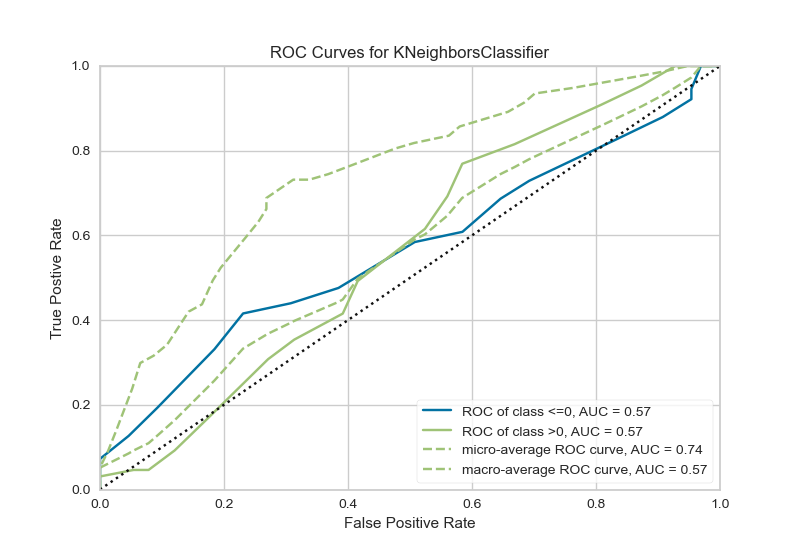 ROC Curves for KNeighborsClassifier
1.0
0.8
0.6
0.4
0.2
0.0
True Postive Rate
ROC of class <=0, AUC = 0.57
ROC of class >0, AUC = 0.57
micro-average ROC curve, AUC = 0.74
macro-average ROC curve, AUC = 0.57
0.0 0.2 0.4 0.6 0.8 1.0
False Positive Rate